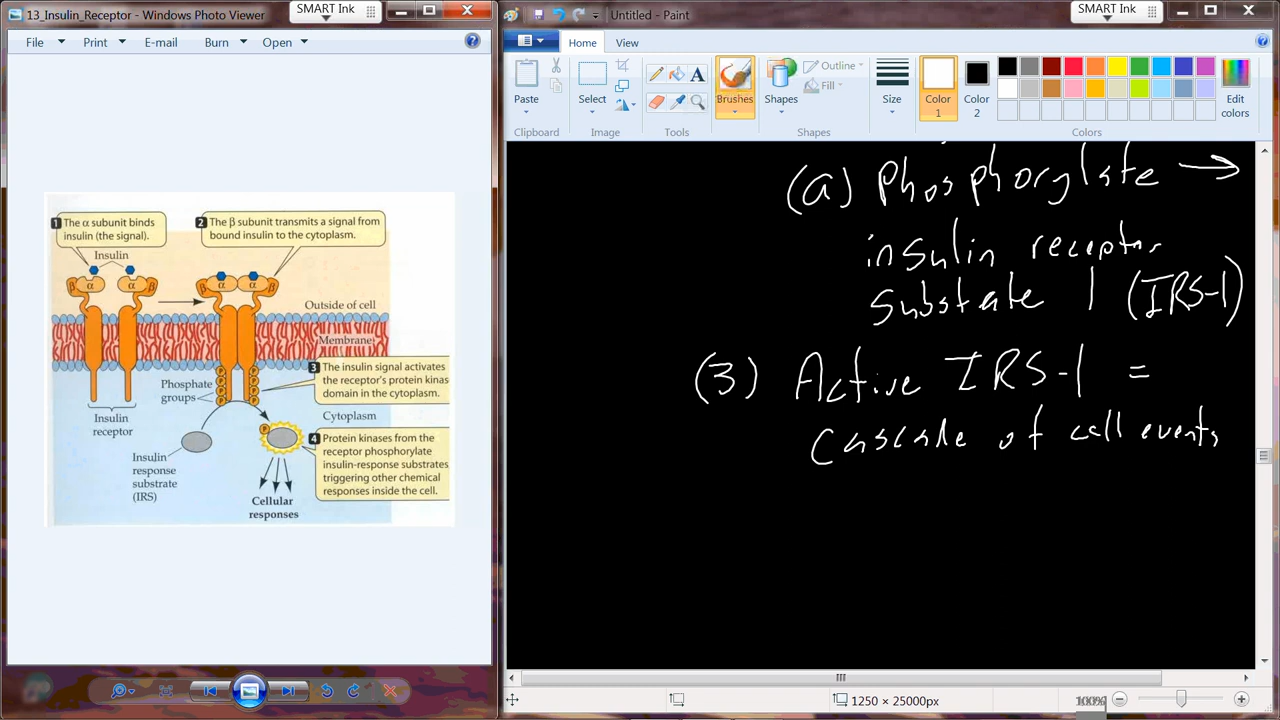 13_Insulin_Receptor - Windows Photo Viewer
SMART Ink
File Print E-mail Burn Open
1 The α subunit binds
insulin (the signal).
2 The β subunit transmits a signal from
bound insulin to the cytoplasm.
Insulin
β α α β β α α β
Outside of cell
Membrane
3 The insulin signal activates
the receptor's protein kinas
domain in the cytoplasm.
Phosphate
groups
P P
P P
P P
P P
Insulin
receptor
Cytoplasm
P
4 Protein kinases from the
receptor phosphorylate
insulin-response substrates,
triggering other chemical
responses inside the cell.
Insulin
response
substrate
(IRS)
Cellular
responses
Untitled - Paint
SMART Ink
Home View
Paste
Select
Brushes
Shapes
Outline
Fill
Size
Color
1
Color
2
Edit
colors
Clipboard Image Tools Shapes Colors
(a) Phosphorylate →
insulin receptor
substrate 1 (IRS-1)
(3) Active IRS-1 =
Cascade of call events
1250 × 25000px
100%